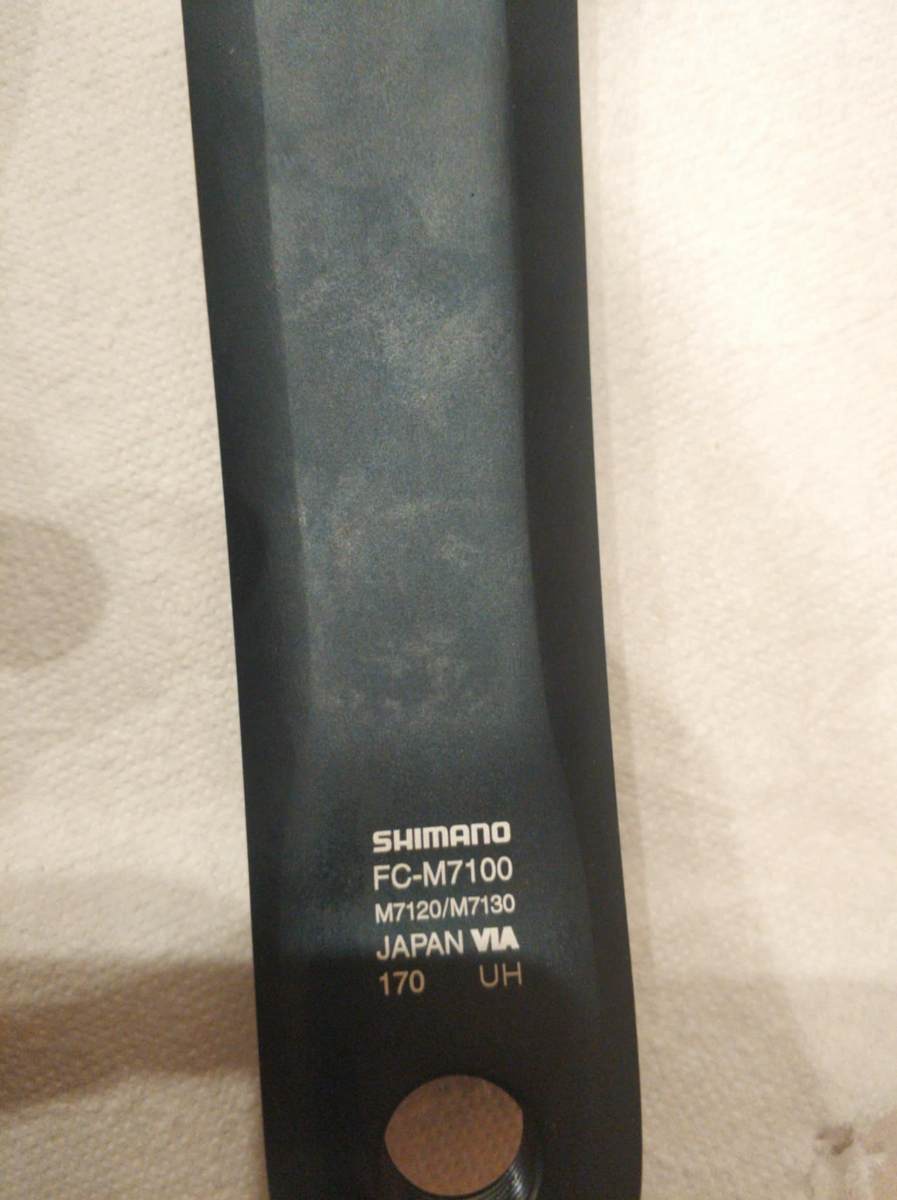 SHIMANO
FC-M7100
M7120/M7130
JAPAN VIA
170 UH